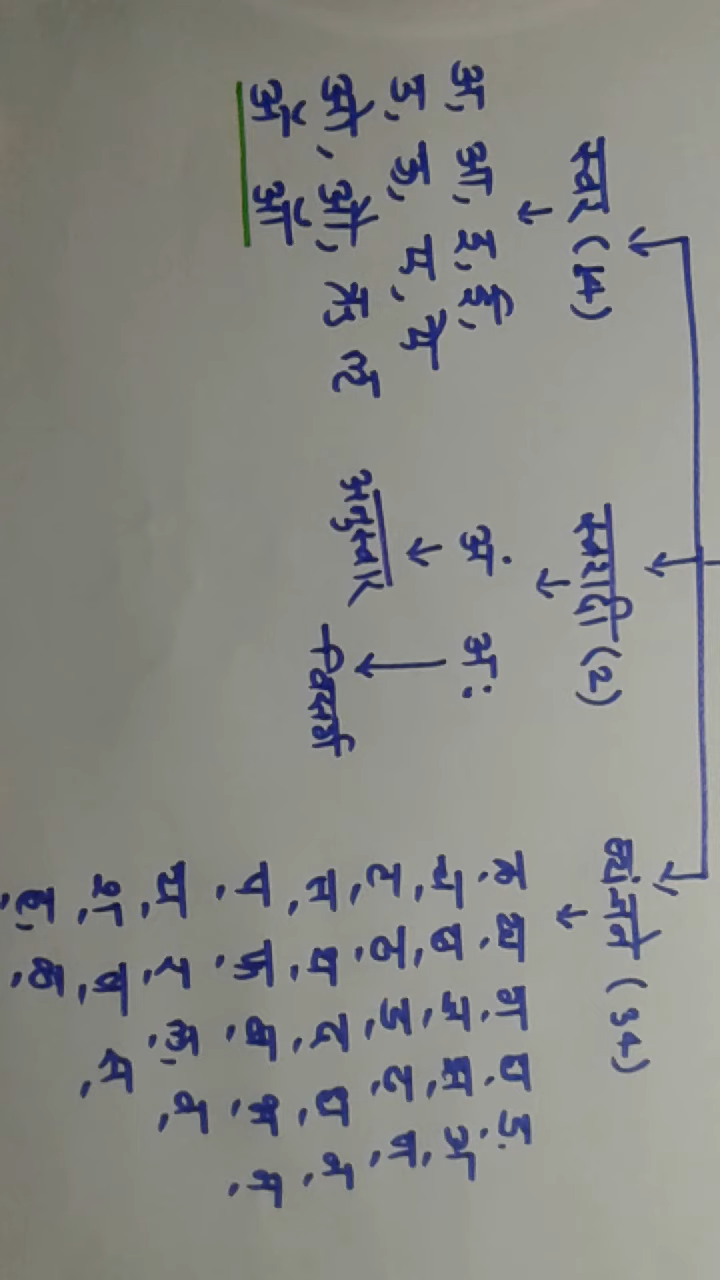 स्वर (14)
अ, आ, इ, ई,
उ, ऊ, ए, ऐ
ओ, औ, ऋ ऌ
ॲ ऑ
स्वरादी (2)
अं अः
अनुस्वार विसर्ग
व्यंजने (34)
क, ख, ग, घ, ङ,
च, छ, ज, झ, ञ,
ट, ठ, ड, ढ, ण,
त, थ, द, ध, न,
प, फ, ब, भ, म,
य, र, ल, व,
श, ष, स,
ह, ळ,